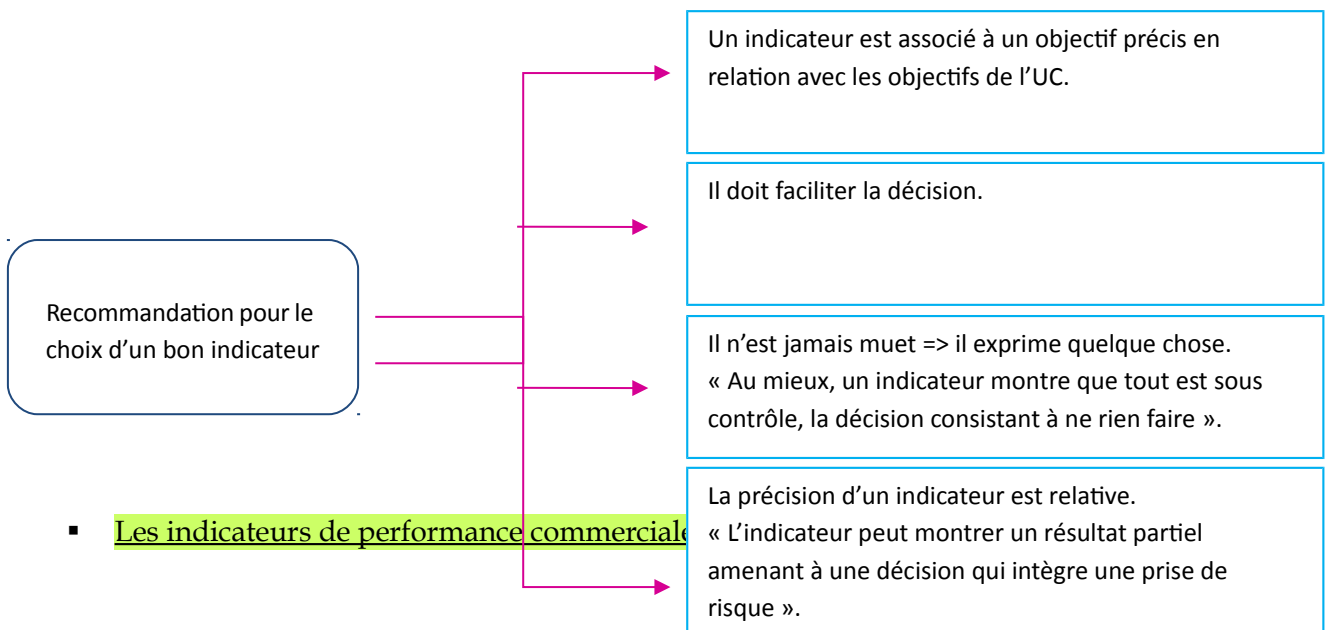 Un indicateur est associé à un objectif précis en
relation avec les objectifs de l’UC.
Il doit faciliter la décision.
Recommandation pour le
choix d’un bon indicateur
Il n’est jamais muet => il exprime quelque chose.
« Au mieux, un indicateur montre que tout est sous
contrôle, la décision consistant à ne rien faire ».
La précision d’un indicateur est relative.
« L’indicateur peut montrer un résultat partiel
amenant à une décision qui intègre une prise de
risque ».
▪ Les indicateurs de performance commerciale